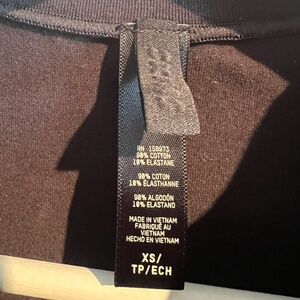 RN 158973
90% COTTON
10% ELASTANE
90% COTON
10% ÉLASTHANNE
90% ALGODÓN
10% ELASTANO
MADE IN VIETNAM
FABRIQUÉ AU
VIETNAM
HECHO EN VIETNAM
XS/
TP/ECH